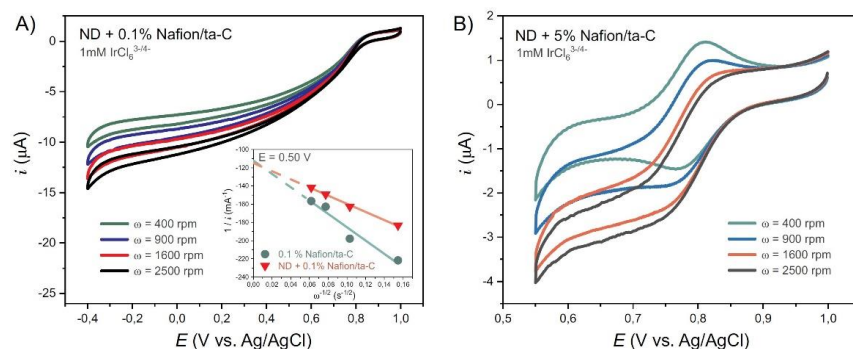 A)
ND + 0.1% Nafion/ta-C
1mM IrCl₆³⁻/⁴⁻
0
-5
-10
-15
-20
-25
i (μA)
ω = 400 rpm
ω = 900 rpm
ω = 1600 rpm
ω = 2500 rpm
-0,4
-0,2
0,0
0,2
0,4
0,6
0,8
1,0
E (V vs. Ag/AgCl)
E = 0.50 V
-100
-120
-140
-160
-180
-200
-220
-240
1 / i (mA⁻¹)
0.1 % Nafion/ta-C
ND + 0.1% Nafion/ta-C
0,00 0,02 0,04 0,06 0,08 0,10 0,12 0,14 0,16
ω⁻¹/² (s⁻¹/²)
B)
ND + 5% Nafion/ta-C
1mM IrCl₆³⁻/⁴⁻
2
1
0
-1
-2
-3
-4
i (μA)
ω = 400 rpm
ω = 900 rpm
ω = 1600 rpm
ω = 2500 rpm
0,5
0,6
0,7
0,8
0,9
1,0
E (V vs. Ag/AgCl)